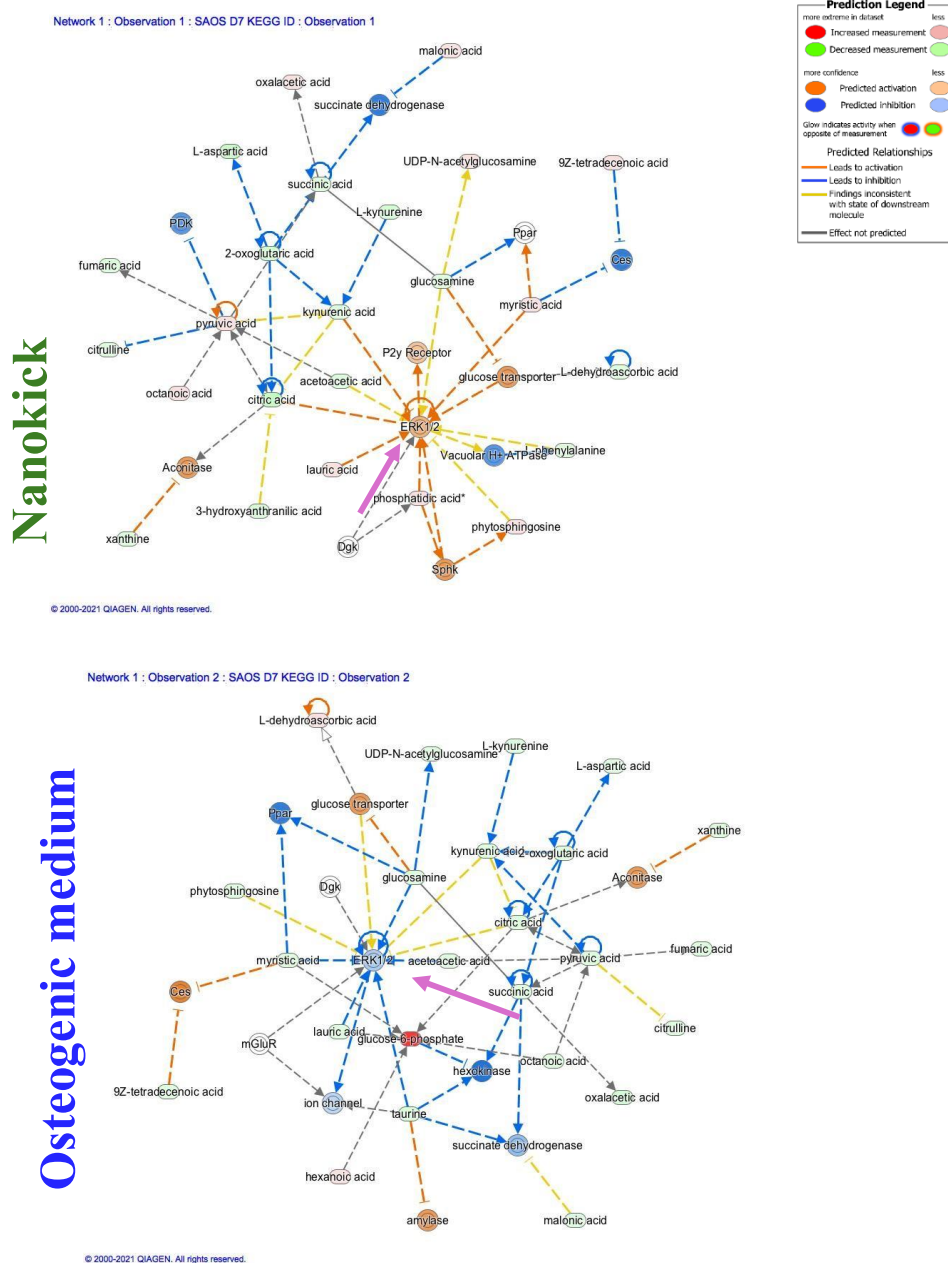 Network 1 : Observation 1 : SAOS D7 KEGG ID : Observation 1
Prediction Legend
more extreme in dataset less
Increased measurement
Decreased measurement
more confidence less
Predicted activation
Predicted inhibition
Glow indicates activity when
opposite of measurement
Predicted Relationships
Leads to activation
Leads to inhibition
Findings inconsistent
with state of downstream
molecule
Effect not predicted
Nanokick
malonic acid
oxalacetic acid
succinate dehydrogenase
L-aspartic acid
UDP-N-acetylglucosamine
9Z-tetradecenoic acid
succinic acid
L-kynurenine
PDK
Ppar
2-oxoglutaric acid
Ces
fumaric acid
glucosamine
myristic acid
kynurenic acid
pyruvic acid
citrulline
P2y Receptor
glucose transporter
L-dehydroascorbic acid
acetoacetic acid
octanoic acid
citric acid
ERK1/2
Vacuolar H+ ATPase
L-phenylalanine
Aconitase
lauric acid
phosphatidic acid*
3-hydroxyanthranilic acid
phytosphingosine
xanthine
Dgk
Sphk
© 2000-2021 QIAGEN. All rights reserved.
Network 1 : Observation 2 : SAOS D7 KEGG ID : Observation 2
Osteogenic medium
L-dehydroascorbic acid
UDP-N-acetylglucosamine
L-kynurenine
L-aspartic acid
glucose transporter
Ppar
xanthine
kynurenic acid
2-oxoglutaric acid
Aconitase
glucosamine
phytosphingosine
Dgk
citric acid
fumaric acid
myristic acid
ERK1/2
acetoacetic acid
pyruvic acid
Ces
succinic acid
citrulline
lauric acid
glucose-6-phosphate
mGluR
octanoic acid
hexokinase
9Z-tetradecenoic acid
oxalacetic acid
ion channel
taurine
succinate dehydrogenase
hexanoic acid
amylase
malonic acid
© 2000-2021 QIAGEN. All rights reserved.